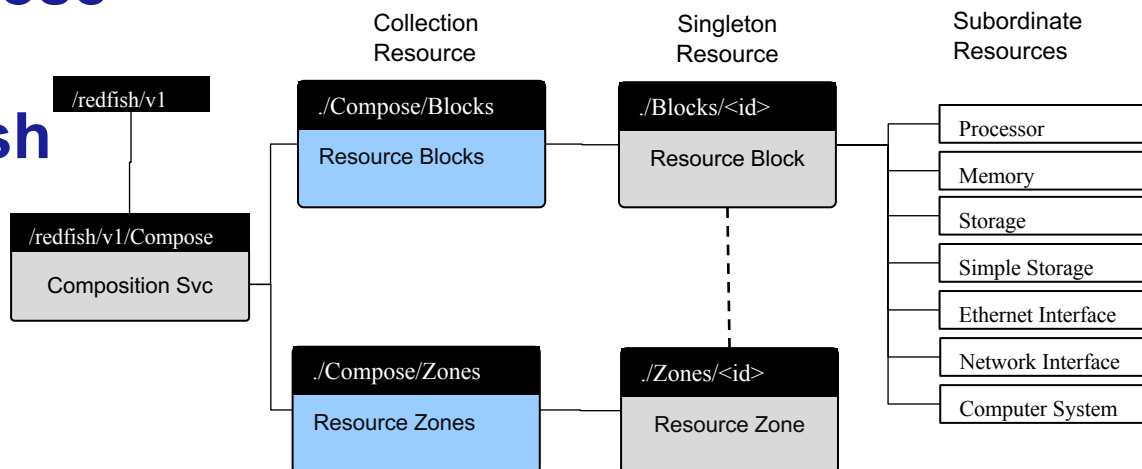 sh
Collection
Resource
Singleton
Resource
Subordinate
Resources
/redfish/v1
/redfish/v1/Compose
Composition Svc
./Compose/Blocks
Resource Blocks
./Blocks/<id>
Resource Block
./Compose/Zones
Resource Zones
./Zones/<id>
Resource Zone
Processor
Memory
Storage
Simple Storage
Ethernet Interface
Network Interface
Computer System